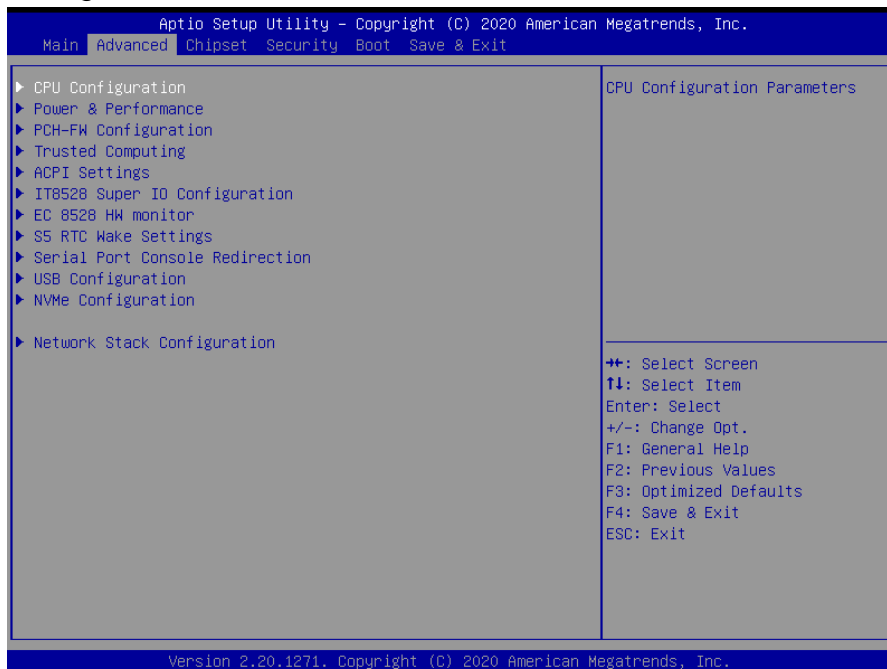 Aptio Setup Utility – Copyright (C) 2020 American Megatrends, Inc.
Main Advanced Chipset Security Boot Save & Exit
CPU Configuration
Power & Performance
PCH-FW Configuration
Trusted Computing
ACPI Settings
IT8528 Super IO Configuration
EC 8528 HW monitor
S5 RTC Wake Settings
Serial Port Console Redirection
USB Configuration
NVMe Configuration
Network Stack Configuration
CPU Configuration Parameters
→←: Select Screen
↑↓: Select Item
Enter: Select
+/-: Change Opt.
F1: General Help
F2: Previous Values
F3: Optimized Defaults
F4: Save & Exit
ESC: Exit
Version 2.20.1271. Copyright (C) 2020 American Megatrends, Inc.